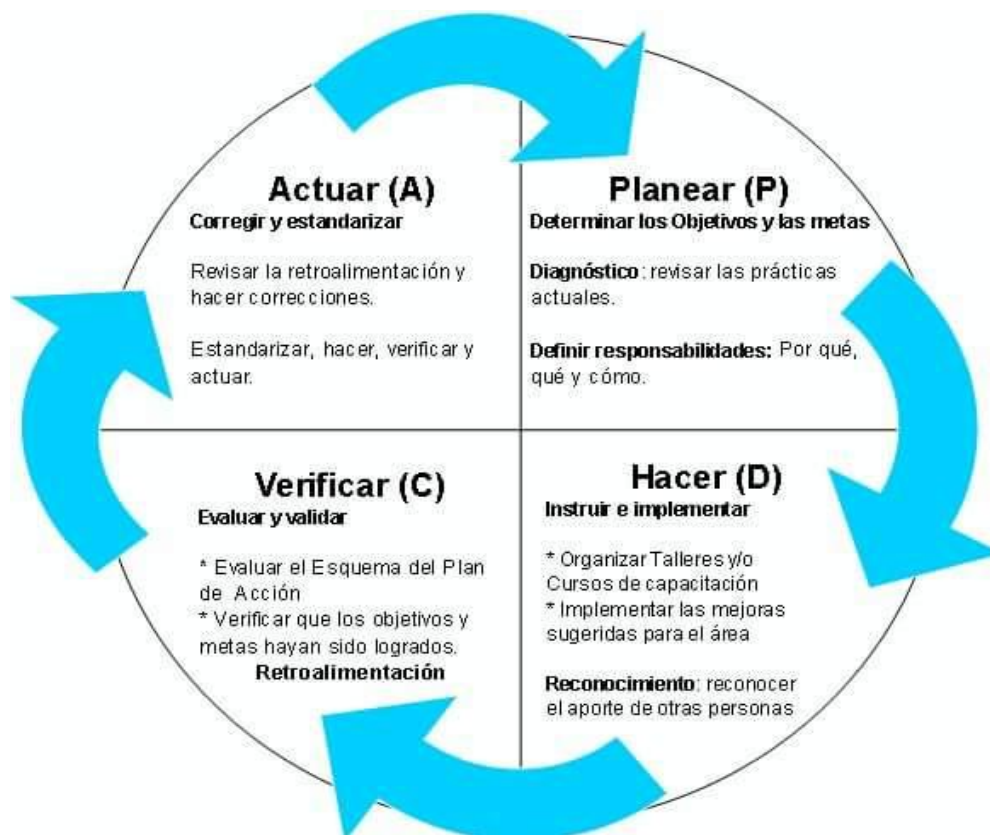 Actuar (A)
Corregir y estandarizar
Revisar la retroalimentación y
hacer correcciones.
Estandarizar, hacer, verificar y
actuar.
Planear (P)
Determinar los Objetivos y las metas
Diagnóstico: revisar las prácticas
actuales.
Definir responsabilidades: Por qué,
qué y cómo.
Verificar (C)
Evaluar y validar
* Evaluar el Esquema del Plan
de Acción
* Verificar que los objetivos y
metas hayan sido logrados.
Retroalimentación
Hacer (D)
Instruir e implementar
* Organizar Talleres y/o
Cursos de capacitación
* Implementar las mejoras
sugeridas para el área
Reconocimiento: reconocer
el aporte de otras personas